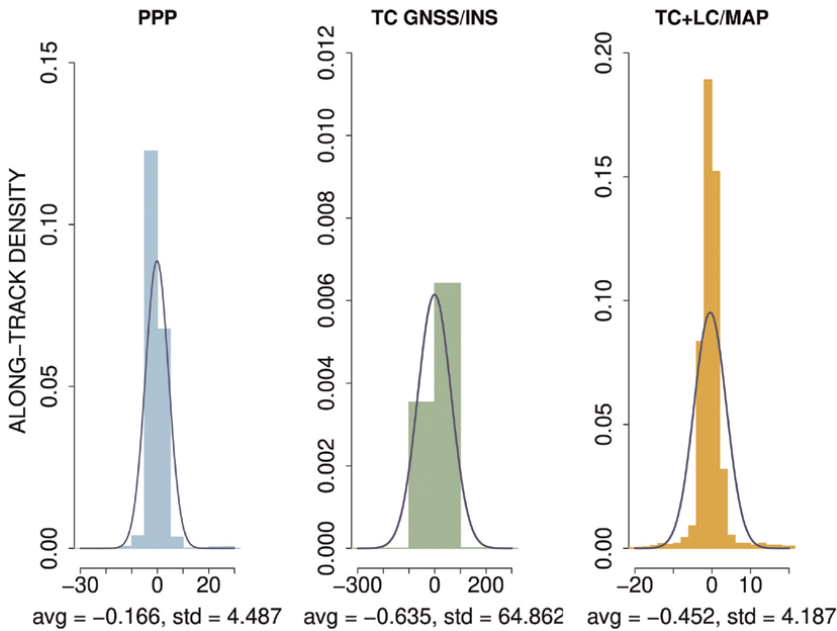 PPP
TC GNSS/INS
TC+LC/MAP
ALONG−TRACK DENSITY
0.15
0.10
0.05
0.00
0.012
0.010
0.008
0.006
0.004
0.002
0.000
0.20
0.15
0.10
0.05
0.00
−30 0 20
−300 0 200
−20 0 10
avg = −0.166, std = 4.487
avg = −0.635, std = 64.862
avg = −0.452, std = 4.187